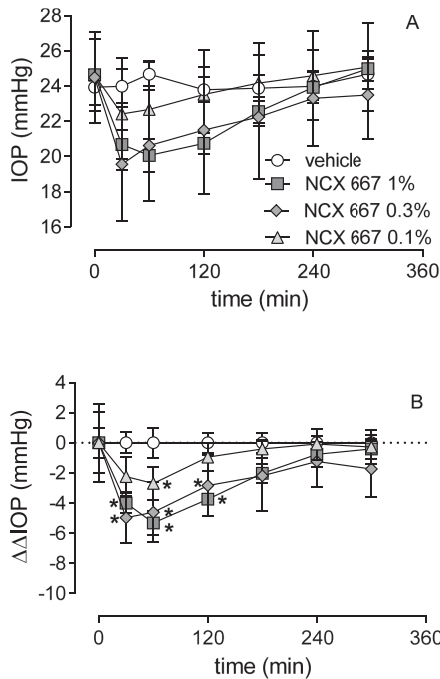 A
28
26
24
22
20
18
16
IOP (mmHg)
vehicle
NCX 667 1%
NCX 667 0.3%
NCX 667 0.1%
0 120 240 360
time (min)
B
4
2
0
-2
-4
-6
-8
-10
ΔΔIOP (mmHg)
* * * * * * *
0 120 240 360
time (min)